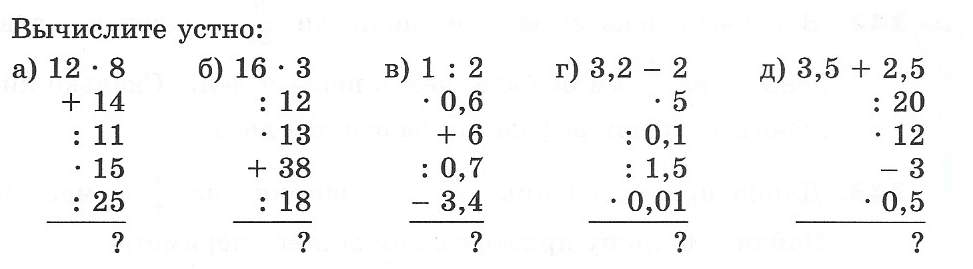 Вычислите устно:
а) 12 · 8 б) 16 · 3 в) 1 : 2 г) 3,2 – 2 д) 3,5 + 2,5
+ 14 : 12 · 0,6 · 5 : 20
: 11 · 13 + 6 : 0,1 · 12
· 15 + 38 : 0,7 : 1,5 – 3
: 25 : 18 – 3,4 · 0,01 · 0,5
? ? ? ? ?